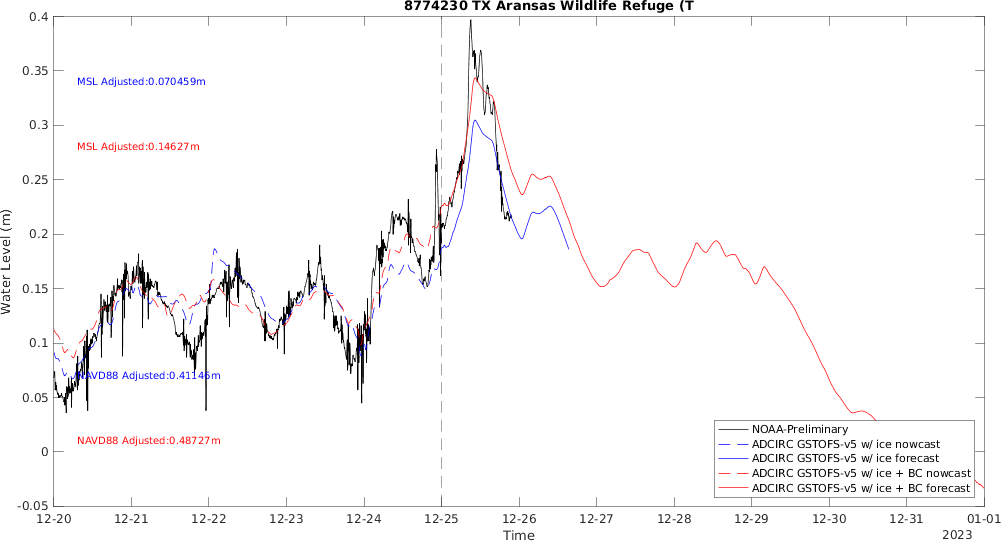 8774230 TX Aransas Wildlife Refuge (T
0.4
0.35
0.3
0.25
0.2
0.15
0.1
0.05
0
-0.05
Water Level (m)
MSL Adjusted:0.070459m
MSL Adjusted:0.14627m
NAVD88 Adjusted:0.41146m
NAVD88 Adjusted:0.48727m
NOAA-Preliminary
ADCIRC GSTOFS-v5 w/ ice nowcast
ADCIRC GSTOFS-v5 w/ ice forecast
ADCIRC GSTOFS-v5 w/ ice + BC nowcast
ADCIRC GSTOFS-v5 w/ ice + BC forecast
12-20 12-21 12-22 12-23 12-24 12-25 12-26 12-27 12-28 12-29 12-30 12-31 01-01
Time
2023